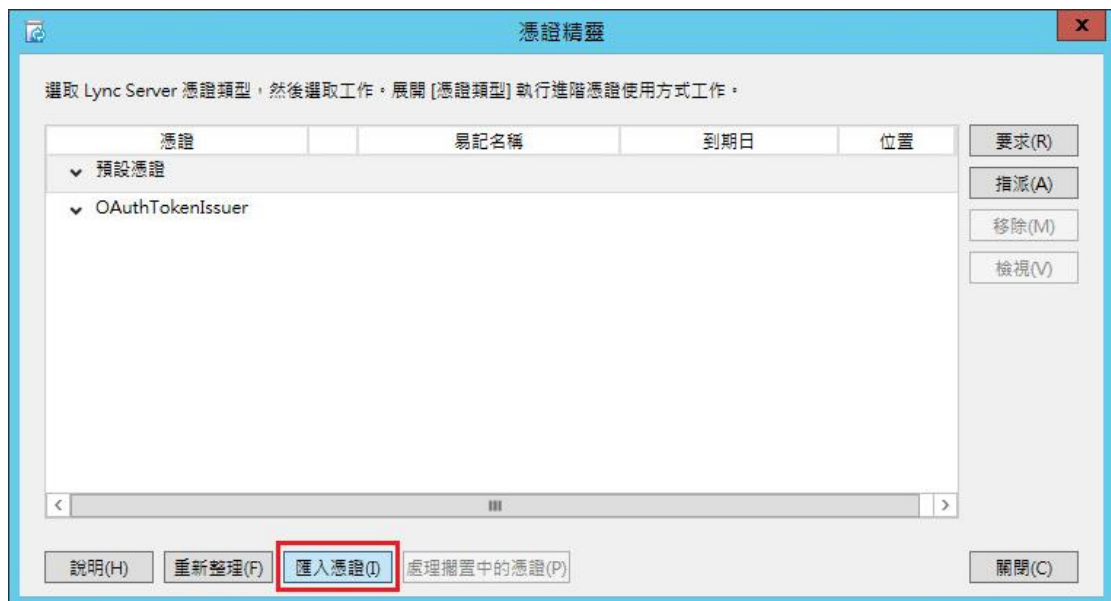 憑證精靈
x
選取 Lync Server 憑證類型，然後選取工作。展開 [憑證類型] 執行進階憑證使用方式工作。
憑證 易記名稱 到期日 位置
預設憑證
OAuthTokenIssuer
要求(R)
指派(A)
移除(M)
檢視(V)
說明(H) 重新整理(F) 匯入憑證(I) 處理擱置中的憑證(P) 關閉(C)